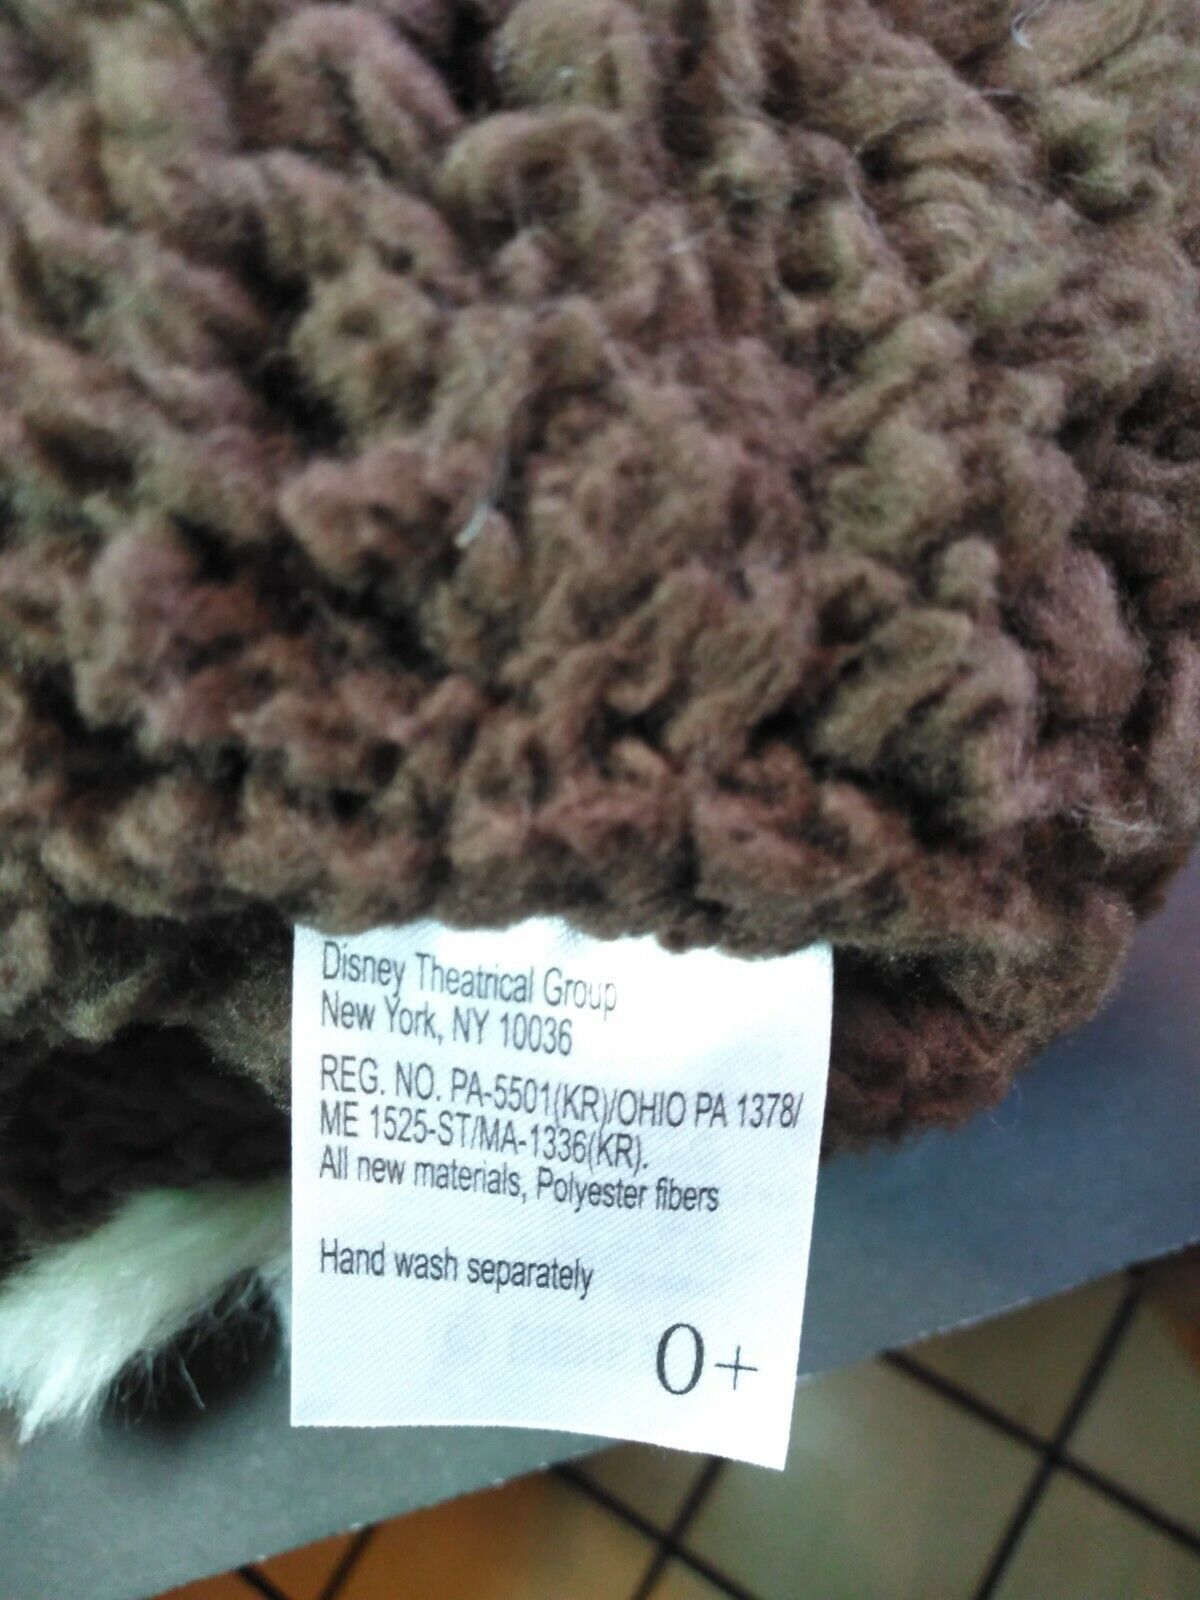 Disney Theatrical Group
New York, NY 10036
REG. NO. PA-5501(KR)/OHIO PA 1378/
ME 1525-ST/MA-1336(KR).
All new materials, Polyester fibers
Hand wash separately
0+